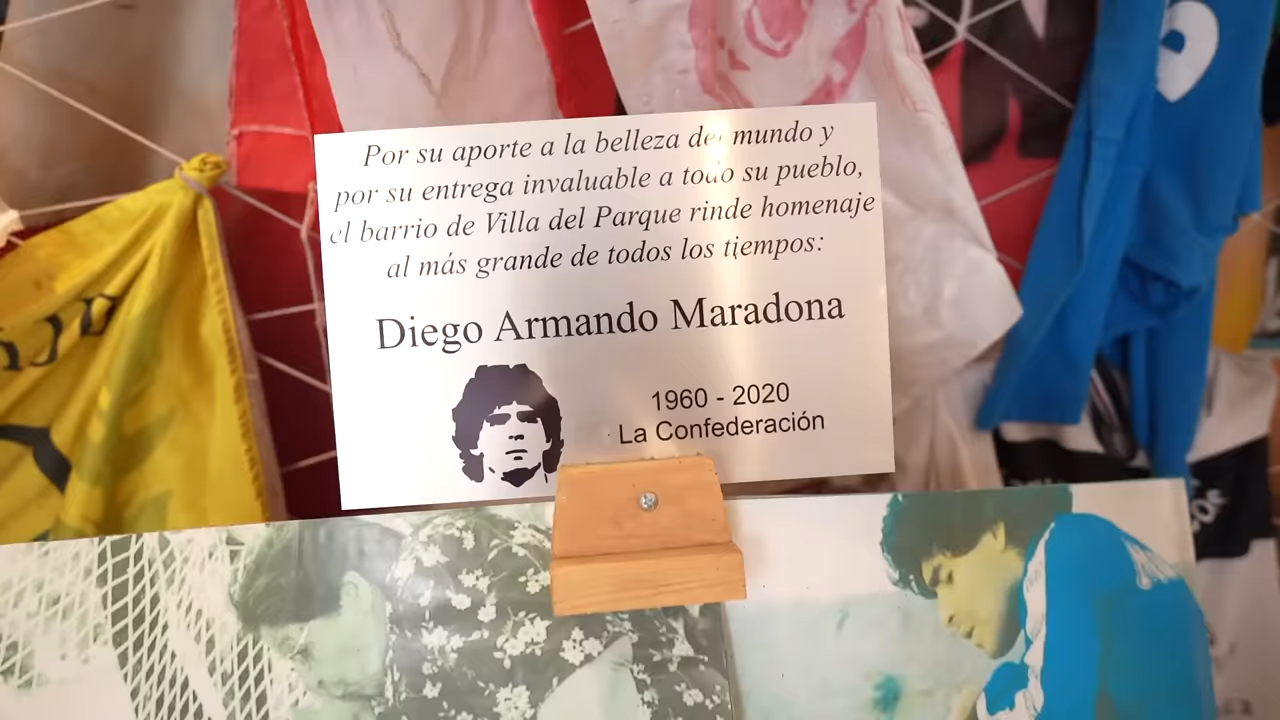 Por su aporte a la belleza del mundo y
por su entrega invaluable a todo su pueblo,
el barrio de Villa del Parque rinde homenaje
al más grande de todos los tiempos:
Diego Armando Maradona
1960 - 2020
La Confederación